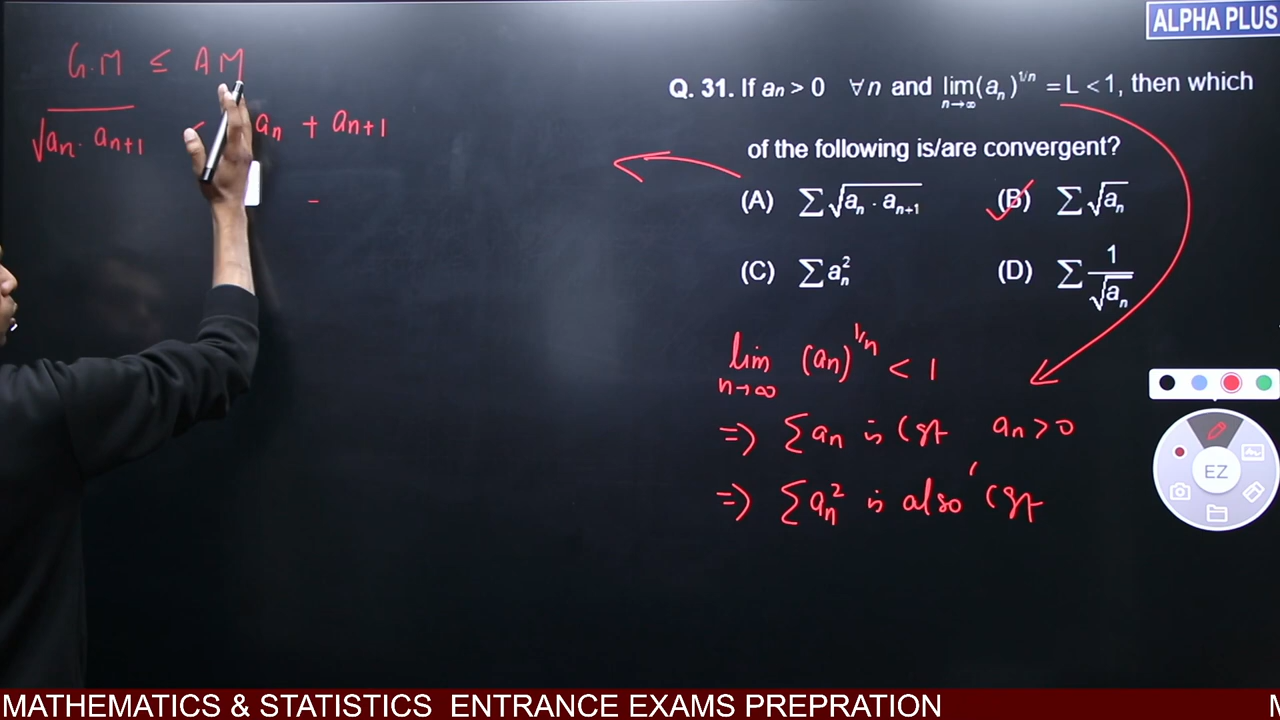 ALPHA PLUS
G.M ≤ AM
√an · an+1 < an + an+1
Q. 31. If an > 0 ∀n and lim n→∞ (an)^1/n = L < 1, then which
of the following is/are convergent?
(A) ∑ √an · an+1 (B) ∑ √an
(C) ∑ an² (D) ∑ 1/√an
lim n→∞ (an)^1/n < 1
=> ∑ an is Cgt an > 0
=> ∑ an² is also Cgt
EZ
MATHEMATICS & STATISTICS ENTRANCE EXAMS PREPRATION